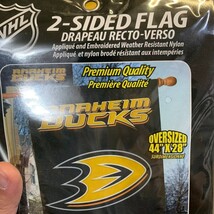 NHL
2-SIDED FLAG
DRAPEAU RECTO-VERSO
Appliqué and Embroidered Weather Resistant Nylon
Appliqué et nylon brodé résistant aux intempéries
Premium Quality
Première Qualité
ANAHEIM
DUCKS
OVERSIZED
44" X 28"